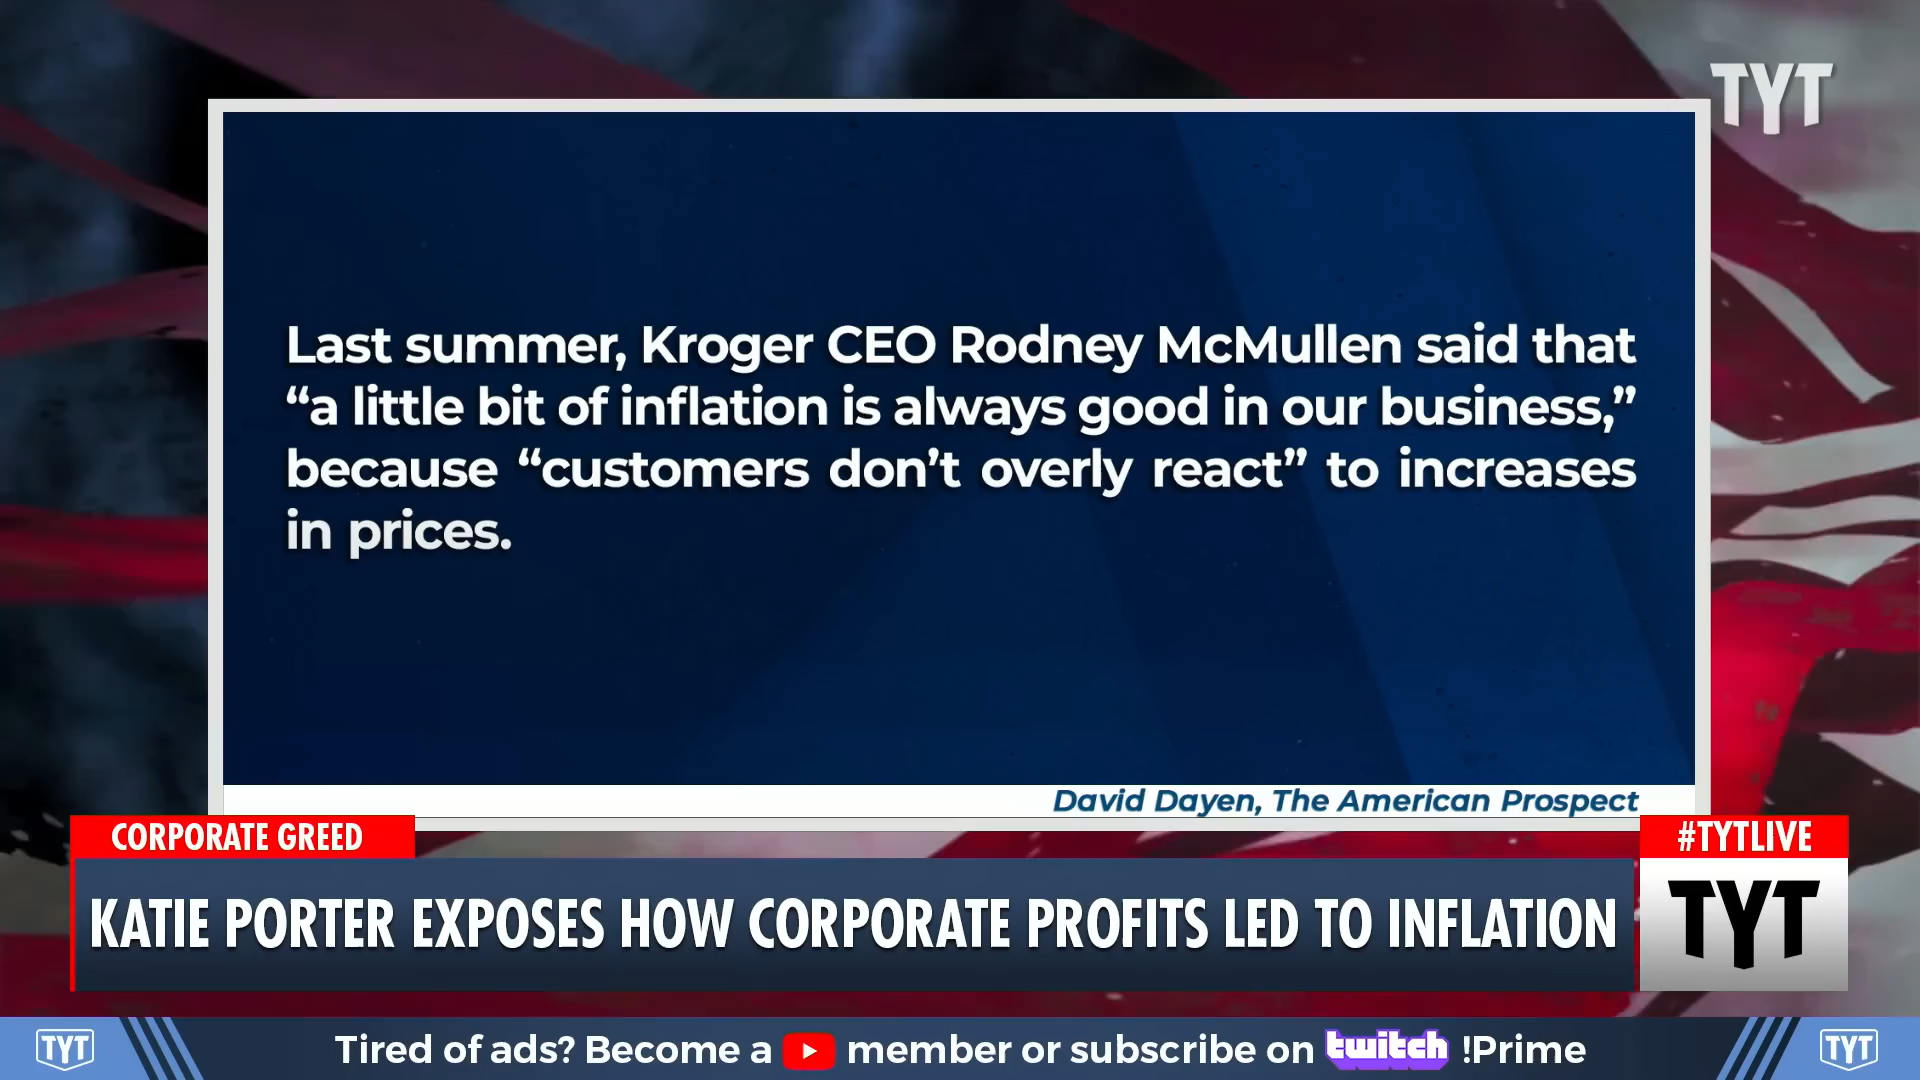 TYT
Last summer, Kroger CEO Rodney McMullen said that
“a little bit of inflation is always good in our business,”
because “customers don’t overly react” to increases
in prices.
David Dayen, The American Prospect
CORPORATE GREED
#TYTLIVE
KATIE PORTER EXPOSES HOW CORPORATE PROFITS LED TO INFLATION
TYT
TYT
Tired of ads? Become a member or subscribe on twitch !Prime
TYT